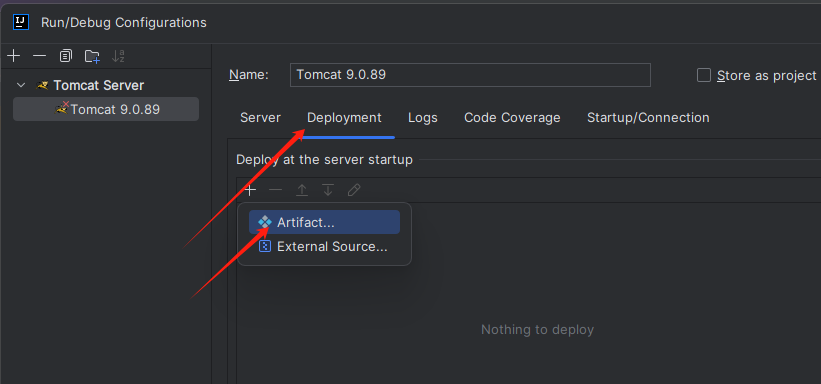 IJ
Run/Debug Configurations
Name:
Tomcat 9.0.89
Store as project
Tomcat Server
Tomcat 9.0.89
Server
Deployment
Logs
Code Coverage
Startup/Connection
Deploy at the server startup
Artifact...
External Source...
Nothing to deploy